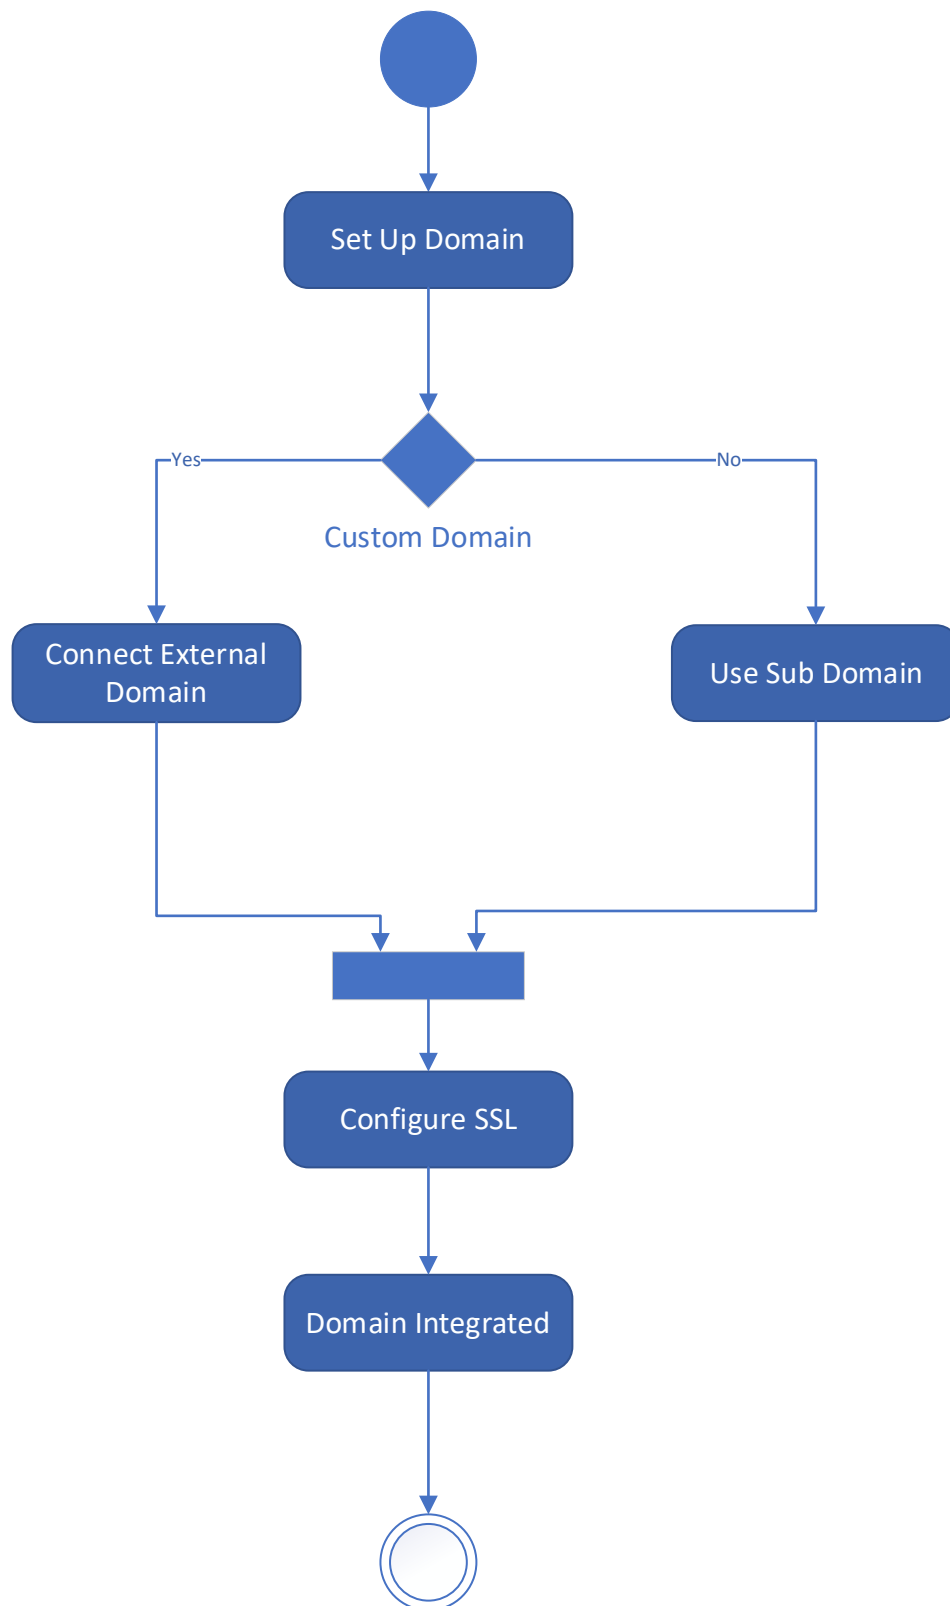 Set Up Domain
Yes
No
Custom Domain
Connect External
Domain
Use Sub Domain
Configure SSL
Domain Integrated